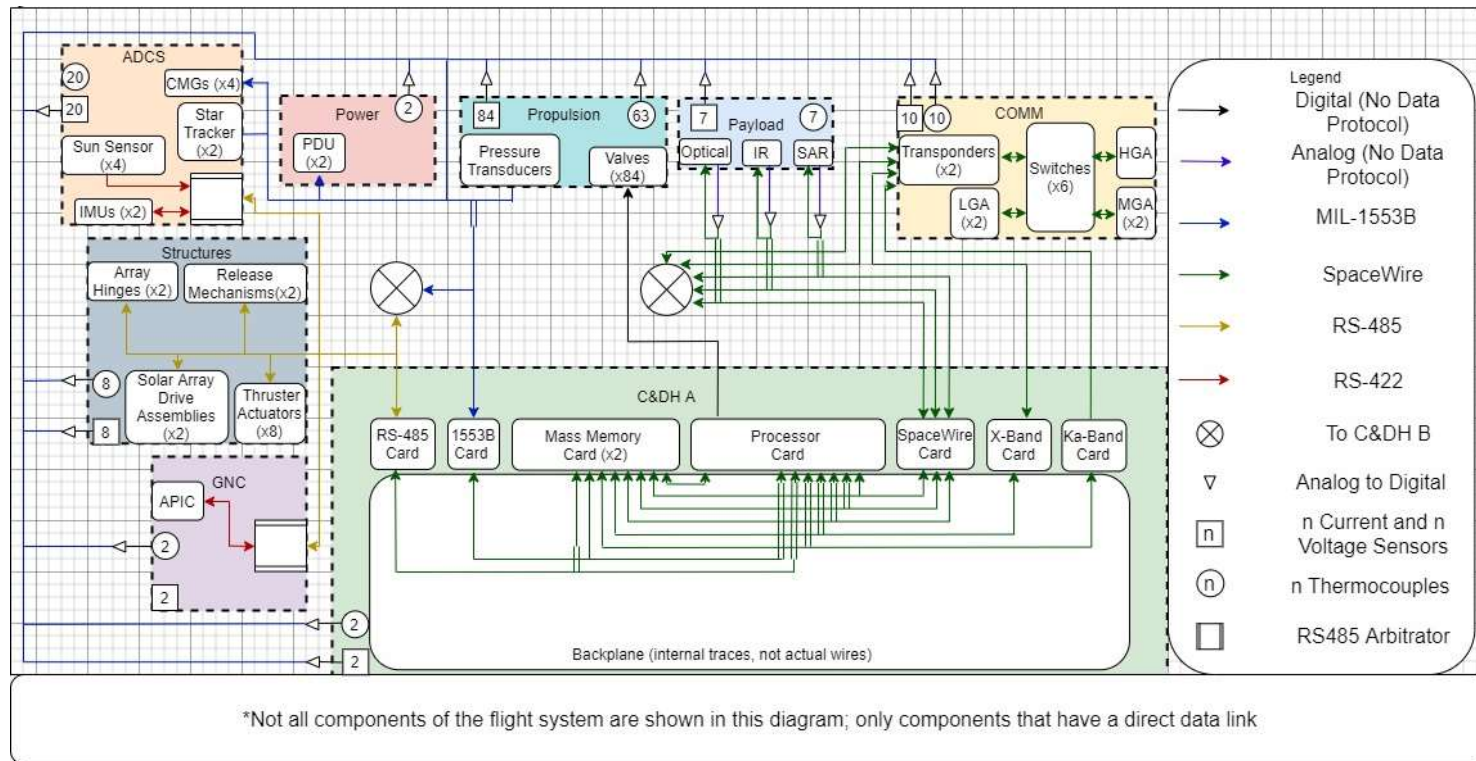 ADCS
20
20
CMGs (x4)
Star
Tracker
(x2)
Sun Sensor
(x4)
IMUs (x2)
Power
2
PDU
(x2)
84
Propulsion
63
Pressure
Transducers
Valves
(x84)
7
Payload
7
Optical
IR
SAR
10
10
COMM
Transponders
(x2)
Switches
(x6)
HGA
LGA
(x2)
MGA
(x2)
Structures
Array
Hinges (x2)
Release
Mechanisms(x2)
8
8
Solar Array
Drive
Assemblies
(x2)
Thruster
Actuators
(x8)
GNC
APIC
2
2
C&DH A
RS-485
Card
1553B
Card
Mass Memory
Card (x2)
Processor
Card
SpaceWire
Card
X-Band
Card
Ka-Band
Card
2
2
Backplane (internal traces, not actual wires)
Legend
Digital (No Data
Protocol)
Analog (No Data
Protocol)
MIL-1553B
SpaceWire
RS-485
RS-422
To C&DH B
Analog to Digital
n
n Current and n
Voltage Sensors
n
n Thermocouples
RS485 Arbitrator
*Not all components of the flight system are shown in this diagram; only components that have a direct data link